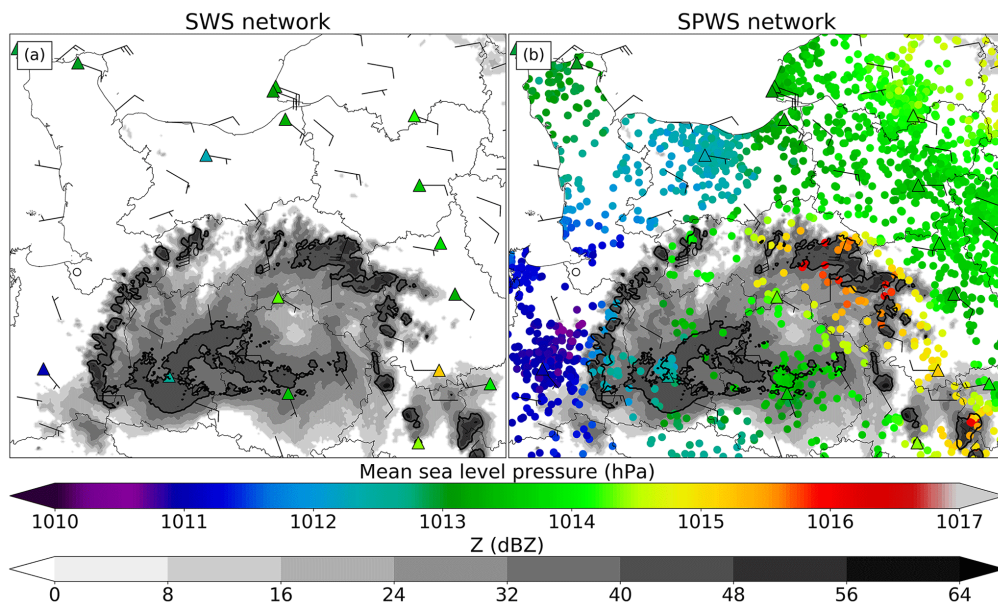 SWS network
SPWS network
(a)
(b)
Mean sea level pressure (hPa)
1010 1011 1012 1013 1014 1015 1016 1017
Z (dBZ)
0 8 16 24 32 40 48 56 64